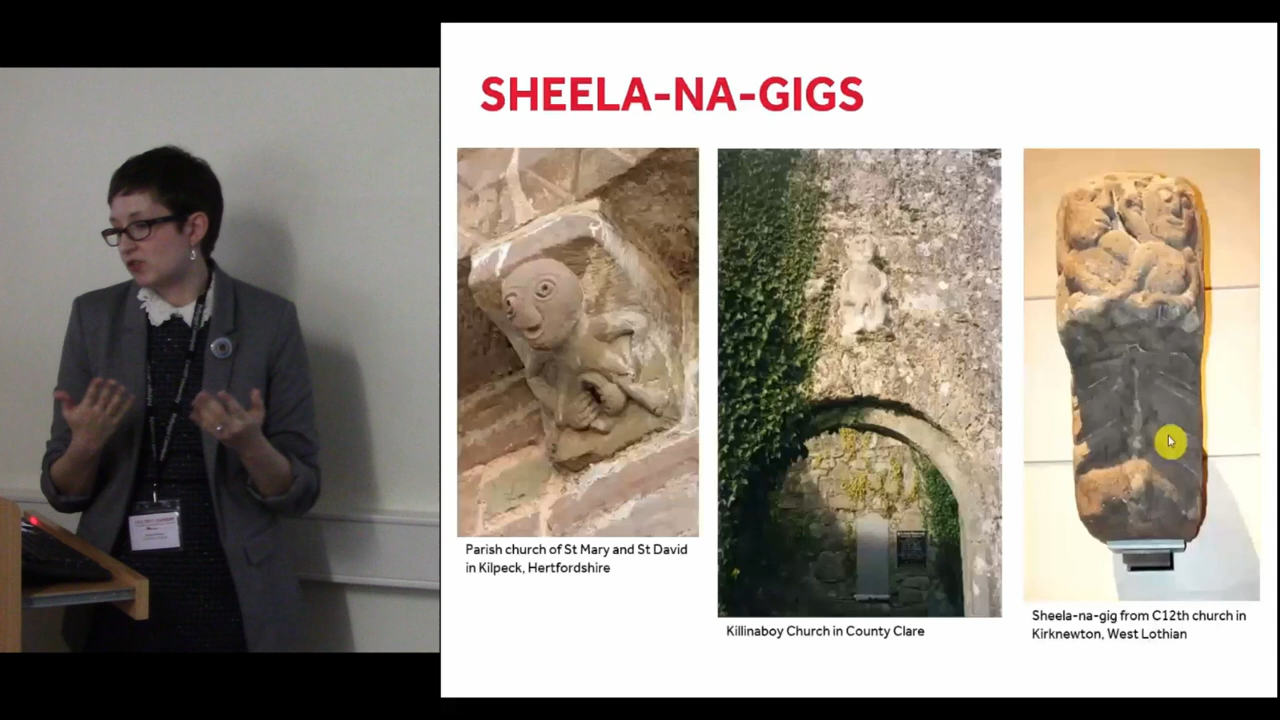 SHEELA-NA-GIGS
Parish church of St Mary and St David
in Kilpeck, Hertfordshire
Killinaboy Church in County Clare
Sheela-na-gig from C12th church in
Kirknewton, West Lothian